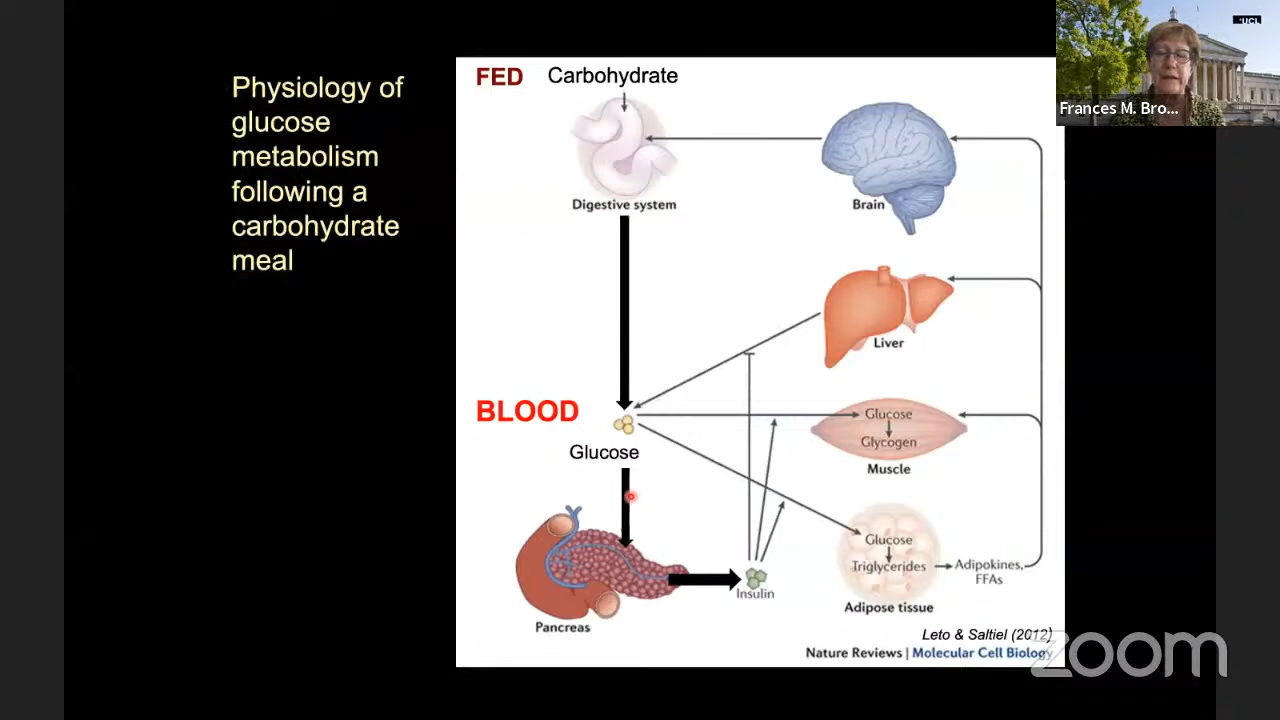 Physiology of
glucose
metabolism
following a
carbohydrate
meal
FED Carbohydrate
Digestive system
Brain
Liver
BLOOD
Glucose
Glucose
Glycogen
Muscle
Glucose
Triglycerides
Adipokines,
FFAs
Adipose tissue
Insulin
Pancreas
Leto & Saltiel (2012)
Nature Reviews | Molecular Cell Biology
UCL
Frances M. Bro...
zoom